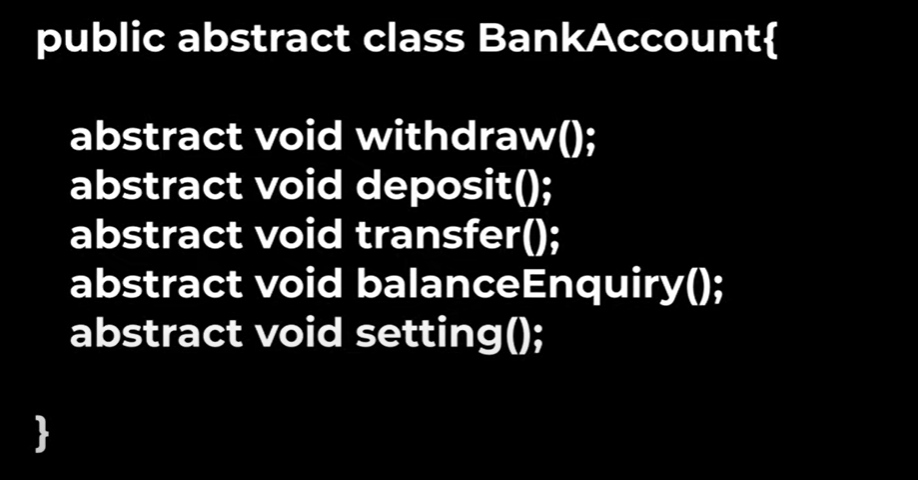 public abstract class BankAccount{
abstract void withdraw();
abstract void deposit();
abstract void transfer();
abstract void balanceEnquiry();
abstract void setting();
}